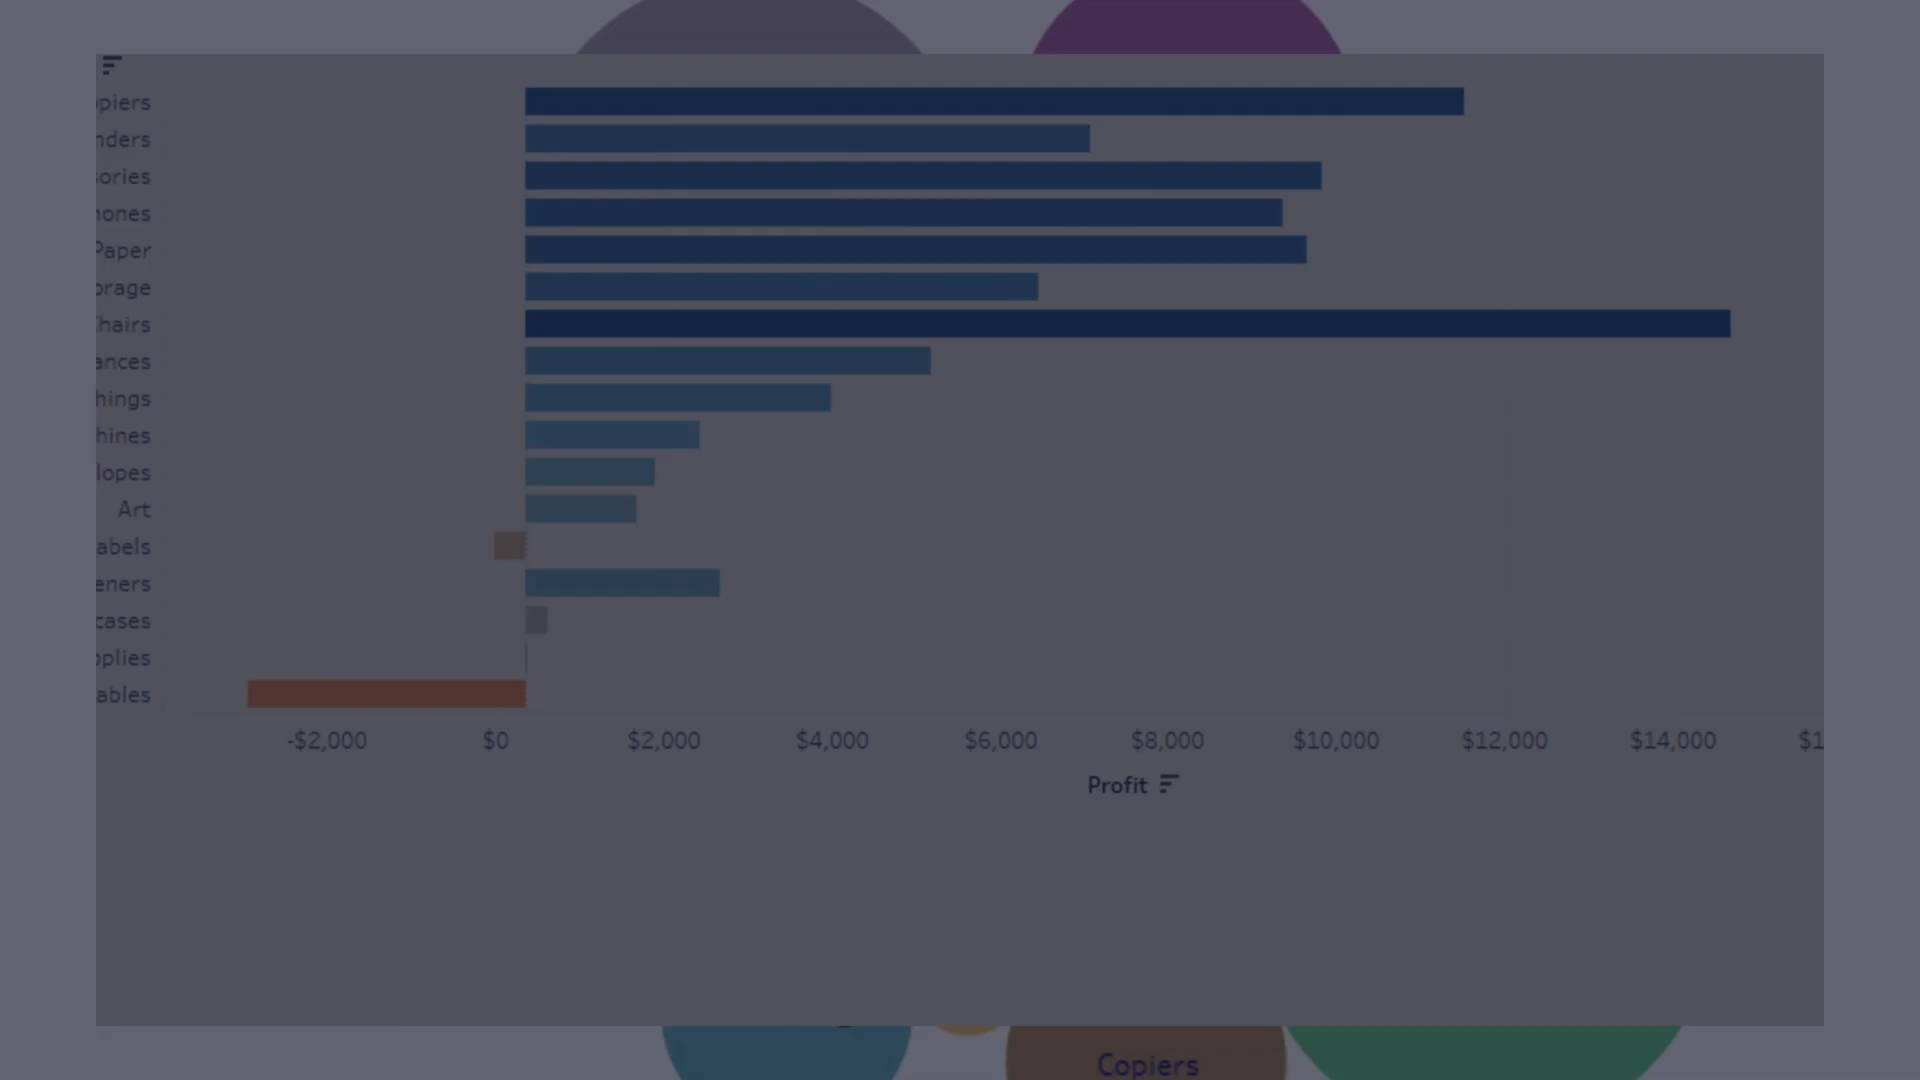 opiers
nders
sories
hones
Paper
orage
Chairs
ances
hings
hines
lopes
Art
abels
eners
cases
pplies
ables
-$2,000 $0 $2,000 $4,000 $6,000 $8,000 $10,000 $12,000 $14,000 $1
Profit
Copiers